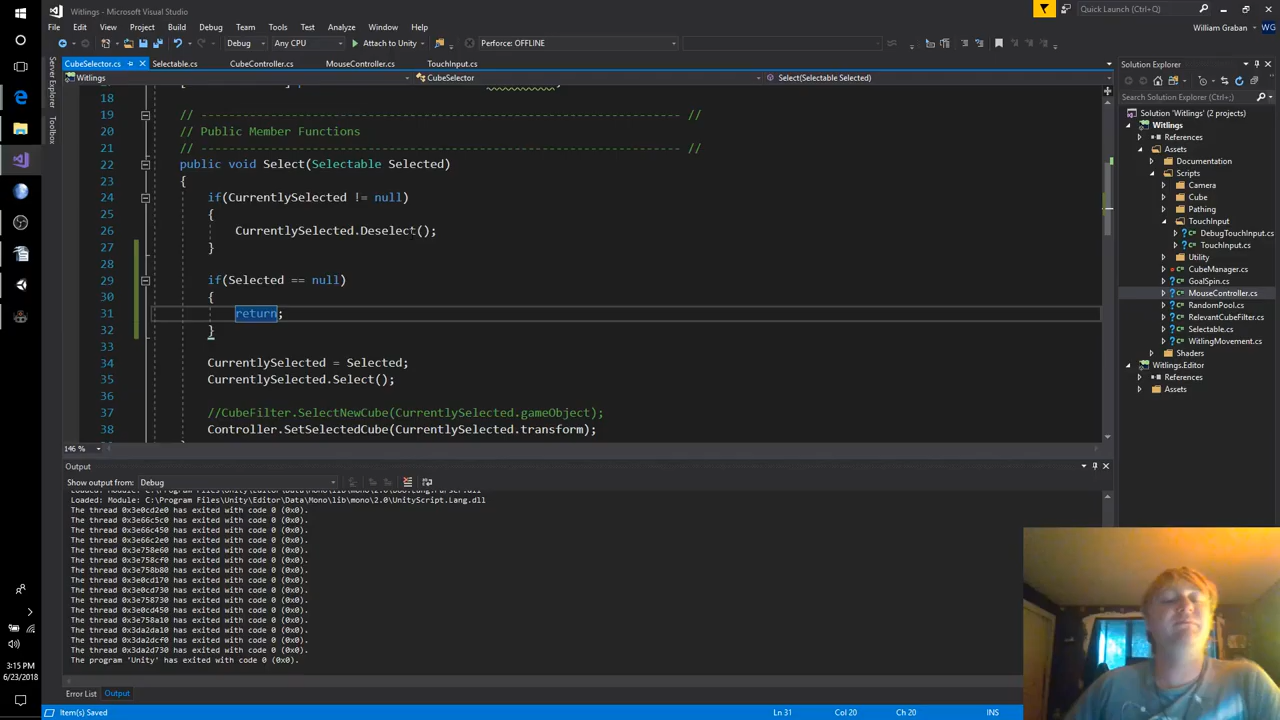 Witlings - Microsoft Visual Studio
Quick Launch (Ctrl+Q)
File Edit View Project Build Debug Team Tools Test Analyze Window Help
William Graban WG
Debug Any CPU Attach to Unity Perforce: OFFLINE
CubeSelector.cs Selectable.cs CubeController.cs MouseController.cs TouchInput.cs
Witlings CubeSelector Select(Selectable Selected)
Server Explorer
Toolbox
18
19 // ----------------------------------------------------------------------- //
20 // Public Member Functions
21 // ----------------------------------------------------------------------- //
22 public void Select(Selectable Selected)
23 {
24 if(CurrentlySelected != null)
25 {
26 CurrentlySelected.Deselect();
27 }
28
29 if(Selected == null)
30 {
31 return;
32 }
33
34 CurrentlySelected = Selected;
35 CurrentlySelected.Select();
36
37 //CubeFilter.SelectNewCube(CurrentlySelected.gameObject);
38 Controller.SetSelectedCube(CurrentlySelected.transform);
146 %
Solution Explorer
Search Solution Explorer (Ctrl+;)
Solution 'Witlings' (2 projects)
Witlings
References
Assets
Documentation
Scripts
Camera
Cube
Pathing
TouchInput
DebugTouchInput.cs
TouchInput.cs
Utility
CubeManager.cs
GoalSpin.cs
MouseController.cs
RandomPool.cs
RelevantCubeFilter.cs
Selectable.cs
WitlingMovement.cs
Shaders
Witlings.Editor
References
Assets
Output
Show output from: Debug
Loaded: Module: C:\Program Files\Unity\Editor\Data\Mono\lib\mono\2.0\UnityScript.Lang.dll
The thread 0x3e0cd2e0 has exited with code 0 (0x0).
The thread 0x3e66c5c0 has exited with code 0 (0x0).
The thread 0x3e66c450 has exited with code 0 (0x0).
The thread 0x3e66c2e0 has exited with code 0 (0x0).
The thread 0x3e758e60 has exited with code 0 (0x0).
The thread 0x3e758cf0 has exited with code 0 (0x0).
The thread 0x3e758b80 has exited with code 0 (0x0).
The thread 0x3e0cd170 has exited with code 0 (0x0).
The thread 0x3e0cd730 has exited with code 0 (0x0).
The thread 0x3e758730 has exited with code 0 (0x0).
The thread 0x3e0cd450 has exited with code 0 (0x0).
The thread 0x3e758a10 has exited with code 0 (0x0).
The thread 0x3da2da10 has exited with code 0 (0x0).
The thread 0x3da2dcf0 has exited with code 0 (0x0).
The thread 0x3da2d730 has exited with code 0 (0x0).
The program 'Unity' has exited with code 0 (0x0).
Error List Output
Item(s) Saved Ln 31 Col 20 Ch 20 INS
3:15 PM
6/23/2018